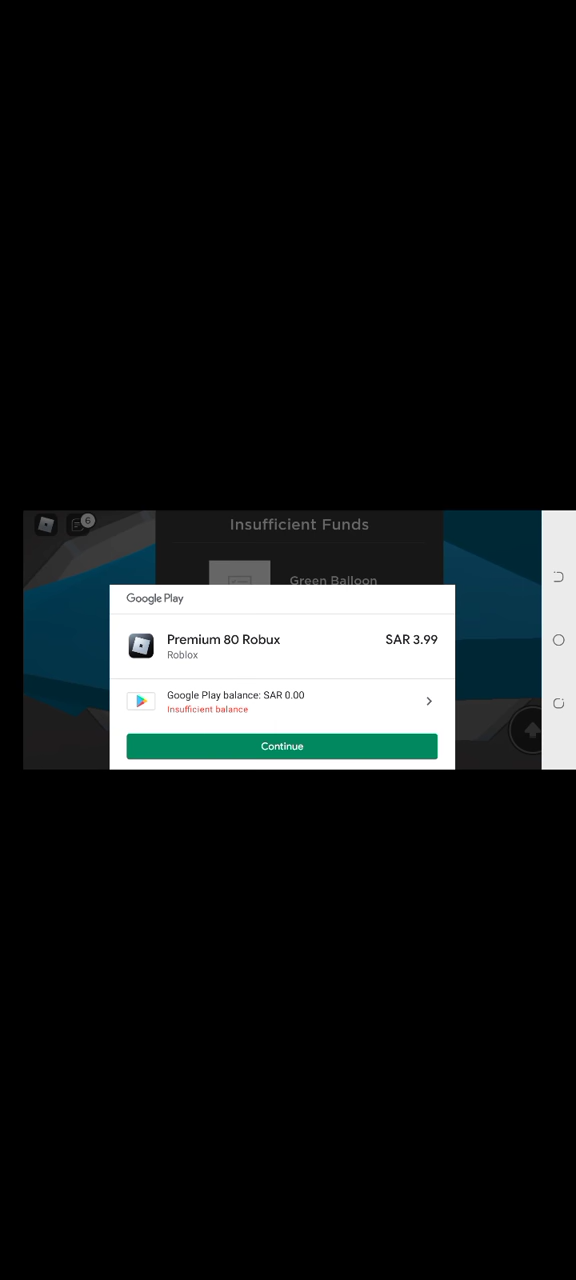 6
Insufficient Funds
Green Balloon
Google Play
Premium 80 Robux
SAR 3.99
Roblox
Google Play balance: SAR 0.00
Insufficient balance
Continue